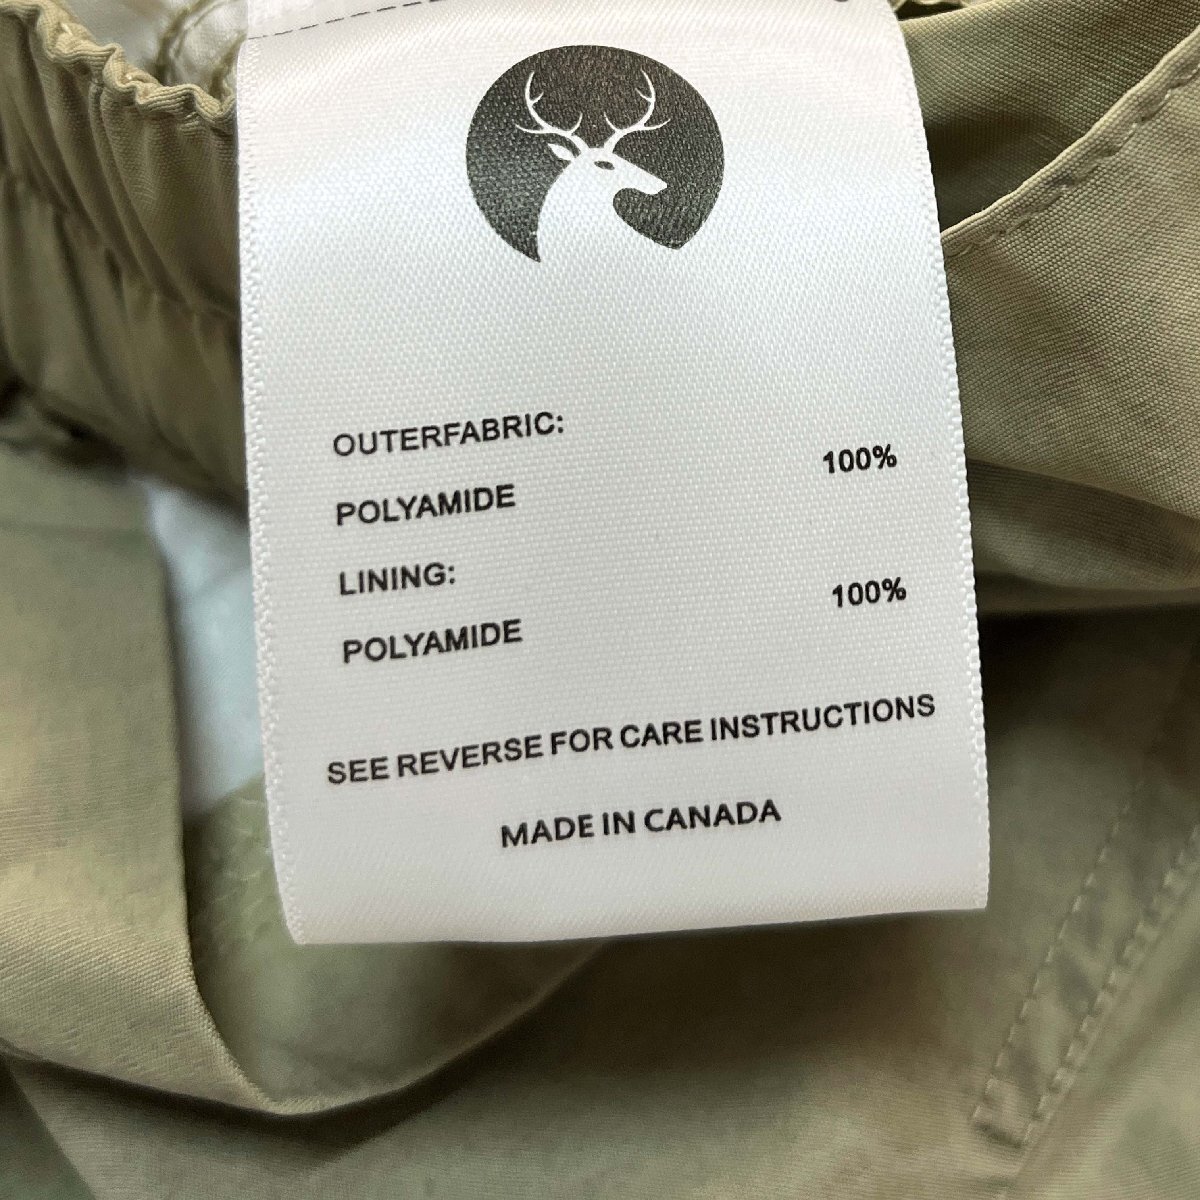 OUTERFABRIC:
POLYAMIDE 100%
LINING:
POLYAMIDE 100%
SEE REVERSE FOR CARE INSTRUCTIONS
MADE IN CANADA